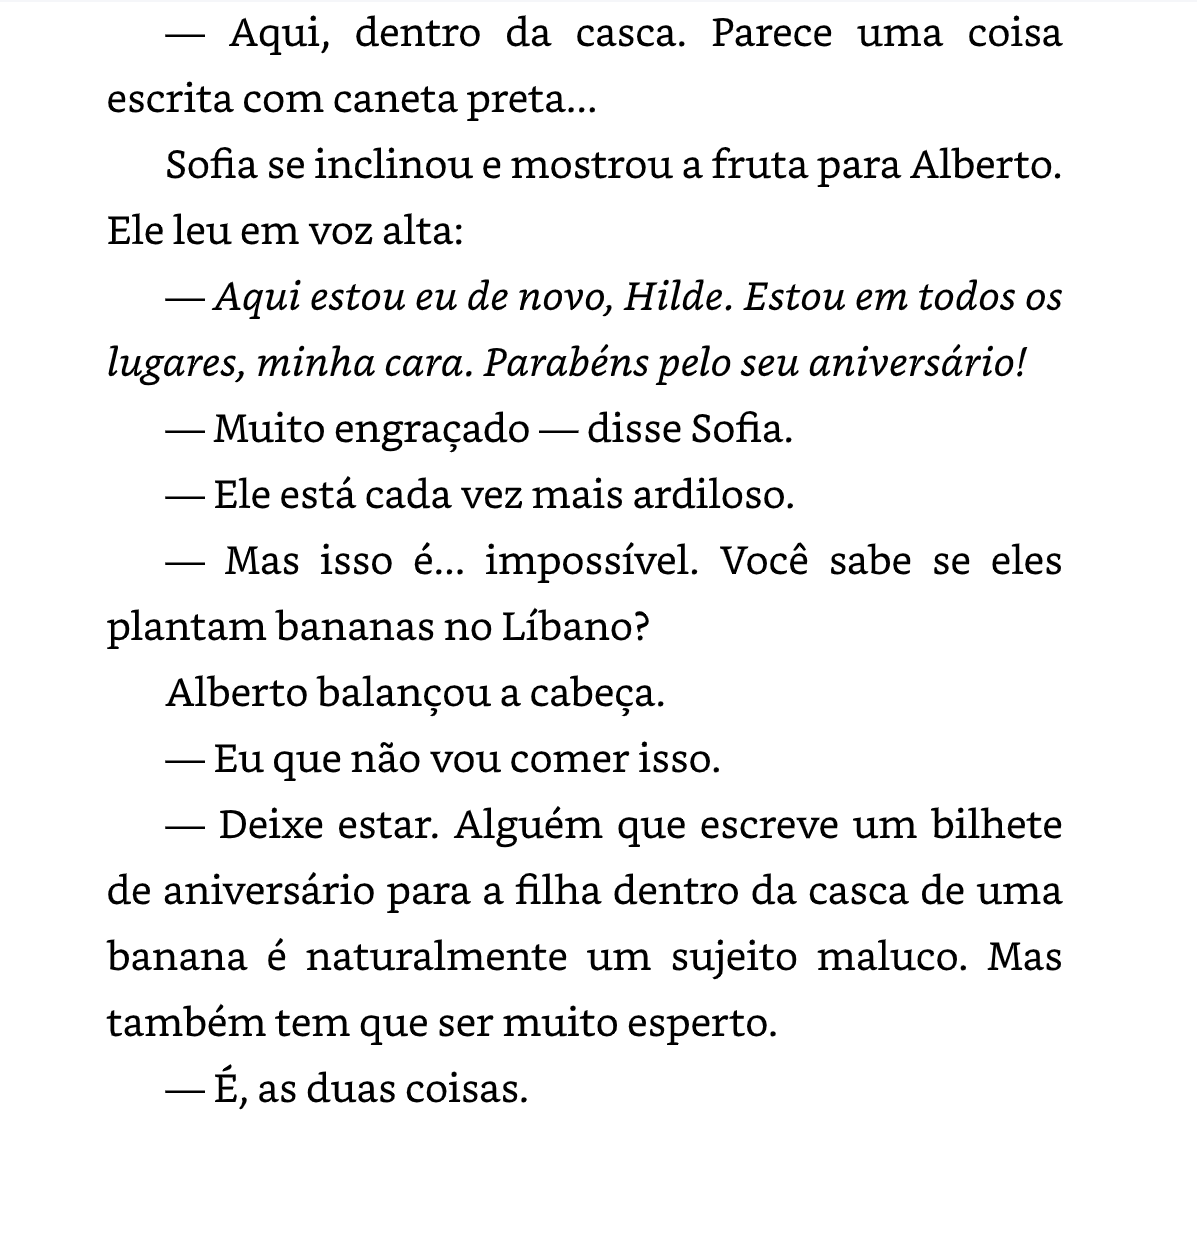 — Aqui, dentro da casca. Parece uma coisa
escrita com caneta preta...
Sofia se inclinou e mostrou a fruta para Alberto.
Ele leu em voz alta:
— Aqui estou eu de novo, Hilde. Estou em todos os
lugares, minha cara. Parabéns pelo seu aniversário!
— Muito engraçado — disse Sofia.
— Ele está cada vez mais ardiloso.
— Mas isso é... impossível. Você sabe se eles
plantam bananas no Líbano?
Alberto balançou a cabeça.
— Eu que não vou comer isso.
— Deixe estar. Alguém que escreve um bilhete
de aniversário para a filha dentro da casca de uma
banana é naturalmente um sujeito maluco. Mas
também tem que ser muito esperto.
— É, as duas coisas.